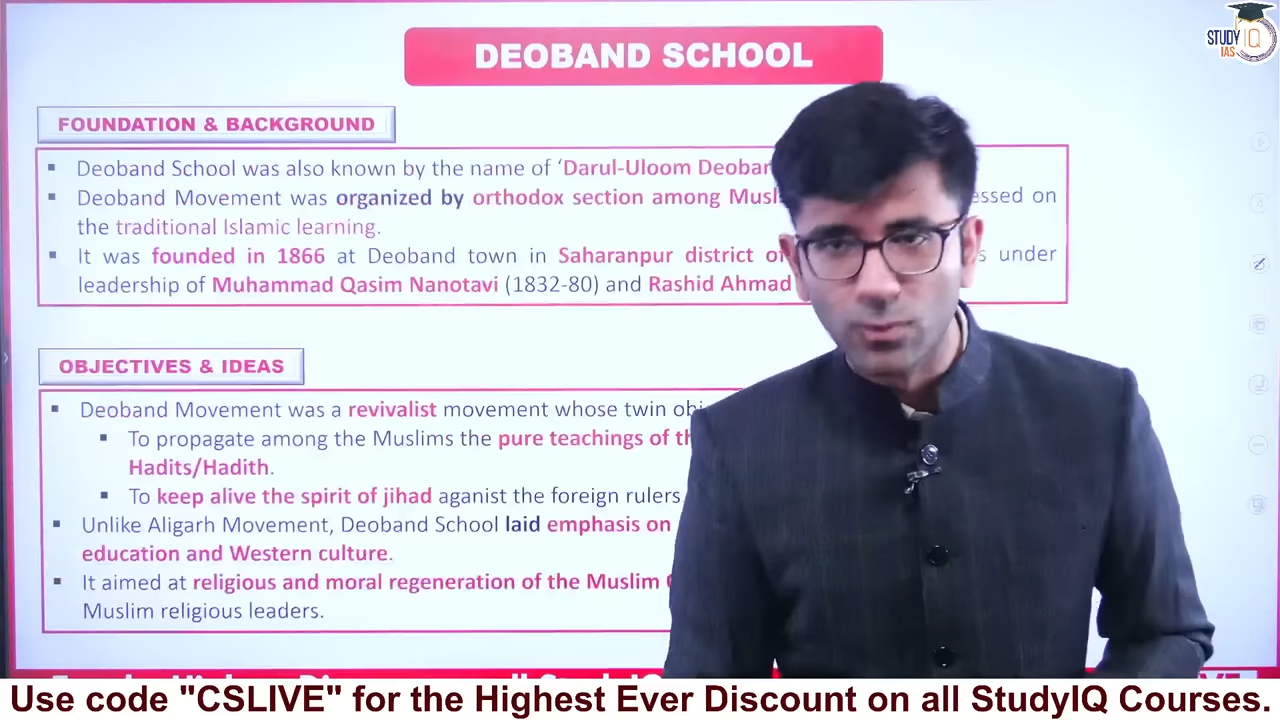 DEOBAND SCHOOL
STUDY IQ
IAS
FOUNDATION & BACKGROUND
▪ Deoband School was also known by the name of ‘Darul-Uloom
▪ Deoband Movement was organized by orthodox section among
on
the traditional Islamic learning.
▪ It was founded in 1866 at Deoband town in Saharanpur district
under
leadership of Muhammad Qasim Nanotavi (1832-80) and Rashid Ahmad
OBJECTIVES & IDEAS
▪ Deoband Movement was a revivalist movement whose twin
▪ To propagate among the Muslims the pure teachings of
Hadits/Hadith.
▪ To keep alive the spirit of jihad aganist the foreign rulers
▪ Unlike Aligarh Movement, Deoband School laid emphasis on
education and Western culture.
▪ It aimed at religious and moral regeneration of the Muslim
Muslim religious leaders.
Use code "CSLIVE" for the Highest Ever Discount on all StudyIQ Courses.